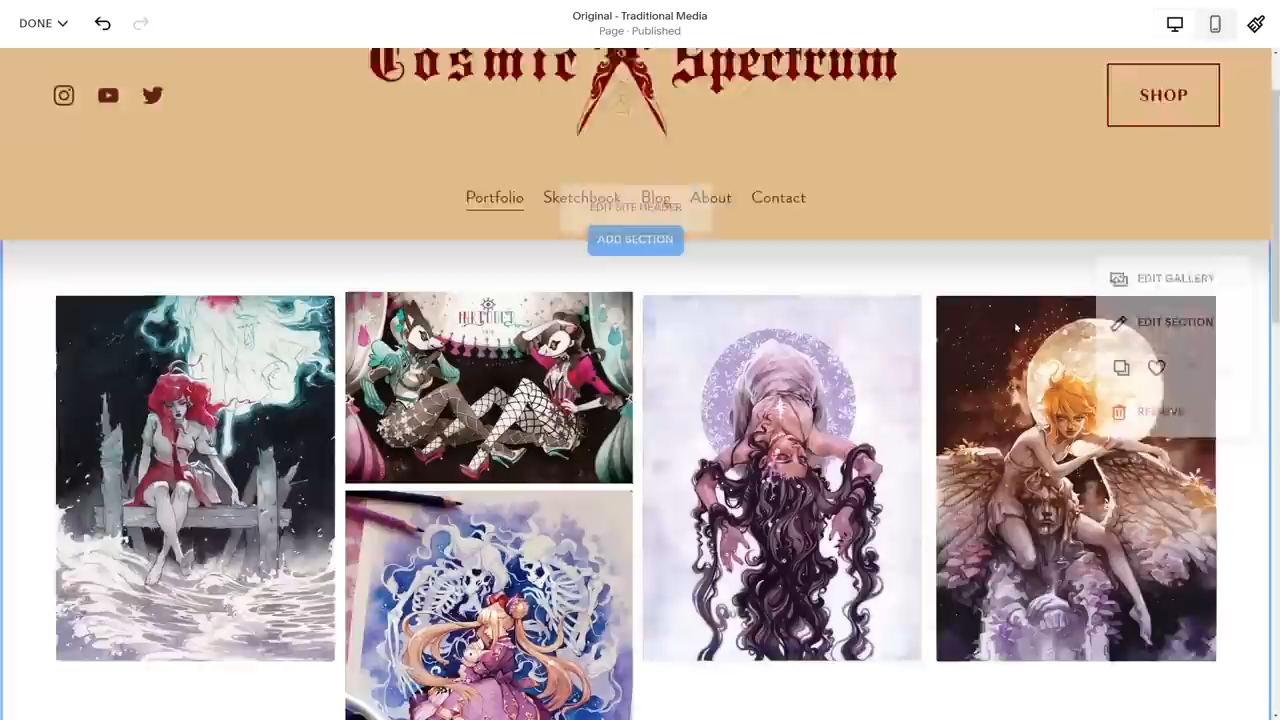 DONE
Original - Traditional Media
Page · Published
Cosmic Spectrum
SHOP
Portfolio Sketchbook Blog About Contact
EDIT SITE HEADER
ADD SECTION
EDIT GALLERY
EDIT SECTION
REMOVE